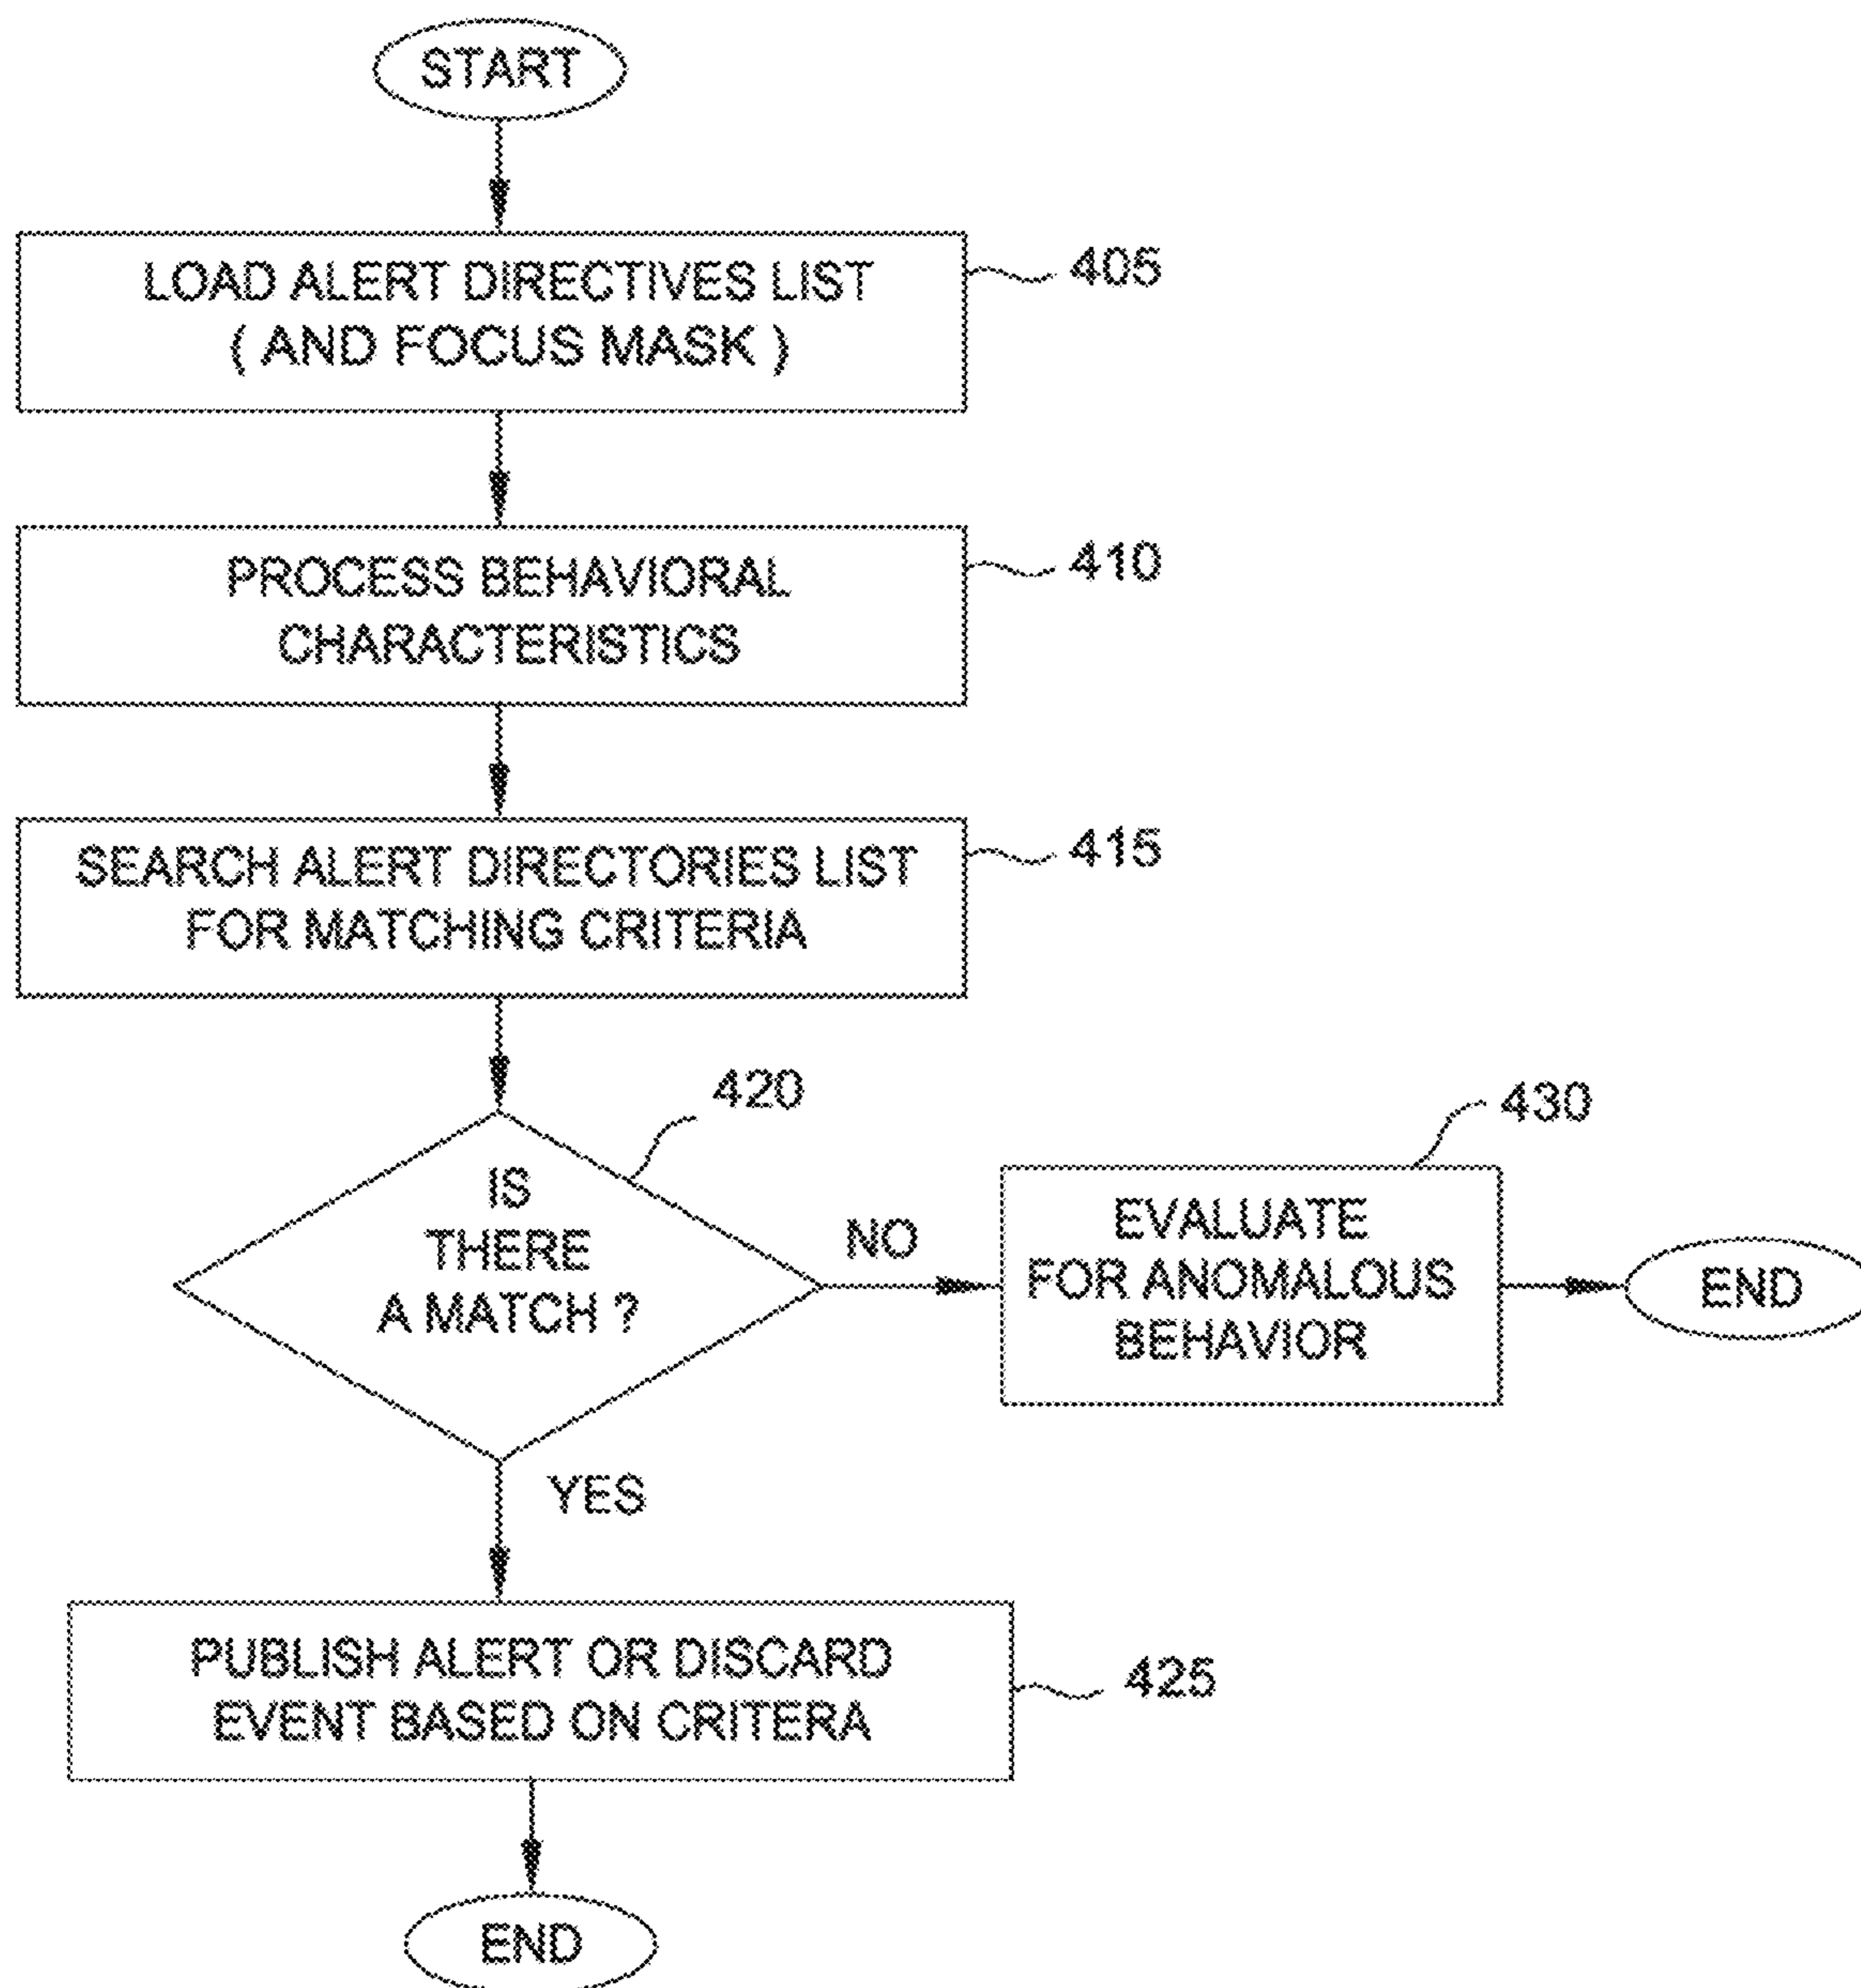 START
LOAD ALERT DIRECTIVES LIST
( AND FOCUS MASK )
405
PROCESS BEHAVIORAL
CHARACTERISTICS
410
SEARCH ALERT DIRECTORIES LIST
FOR MATCHING CRITERIA
415
IS
THERE
A MATCH ?
420
NO
EVALUATE
FOR ANOMALOUS
BEHAVIOR
430
END
YES
PUBLISH ALERT OR DISCARD
EVENT BASED ON CRITERA
425
END